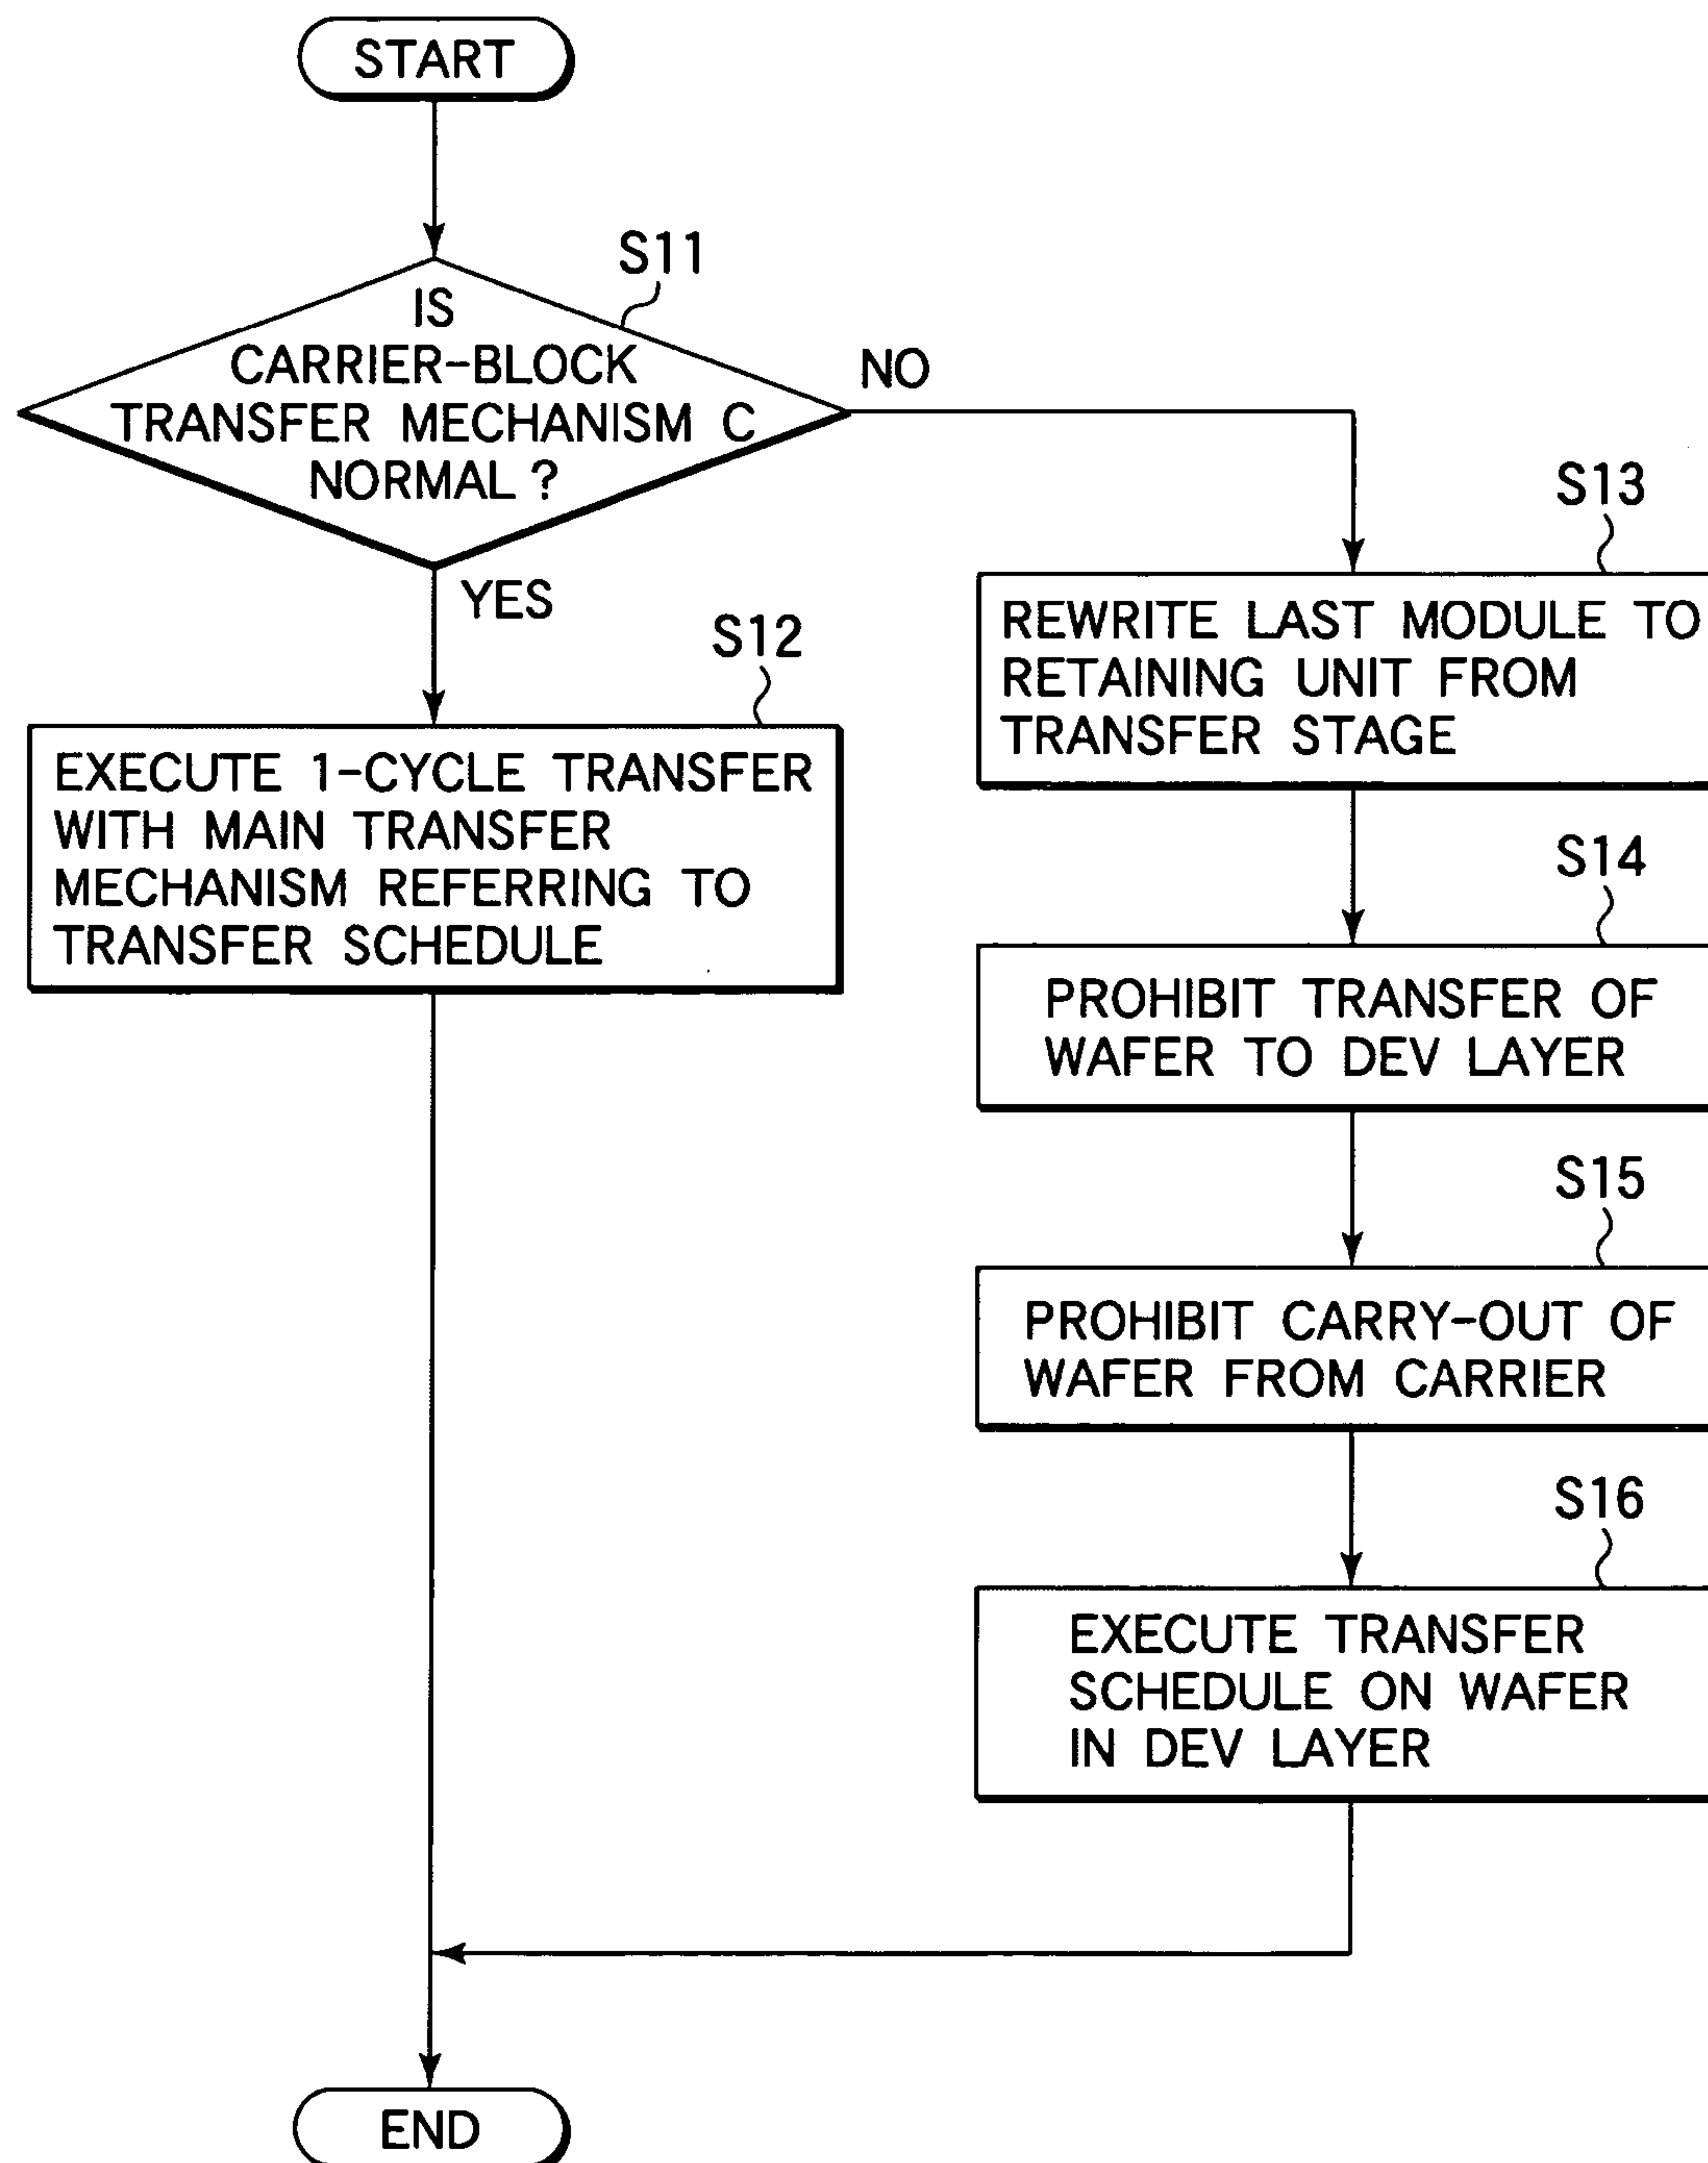 START
S11
IS
CARRIER-BLOCK
TRANSFER MECHANISM C
NORMAL ?
NO
YES
S12
EXECUTE 1-CYCLE TRANSFER
WITH MAIN TRANSFER
MECHANISM REFERRING TO
TRANSFER SCHEDULE
S13
REWRITE LAST MODULE TO
RETAINING UNIT FROM
TRANSFER STAGE
S14
PROHIBIT TRANSFER OF
WAFER TO DEV LAYER
S15
PROHIBIT CARRY-OUT OF
WAFER FROM CARRIER
S16
EXECUTE TRANSFER
SCHEDULE ON WAFER
IN DEV LAYER
END